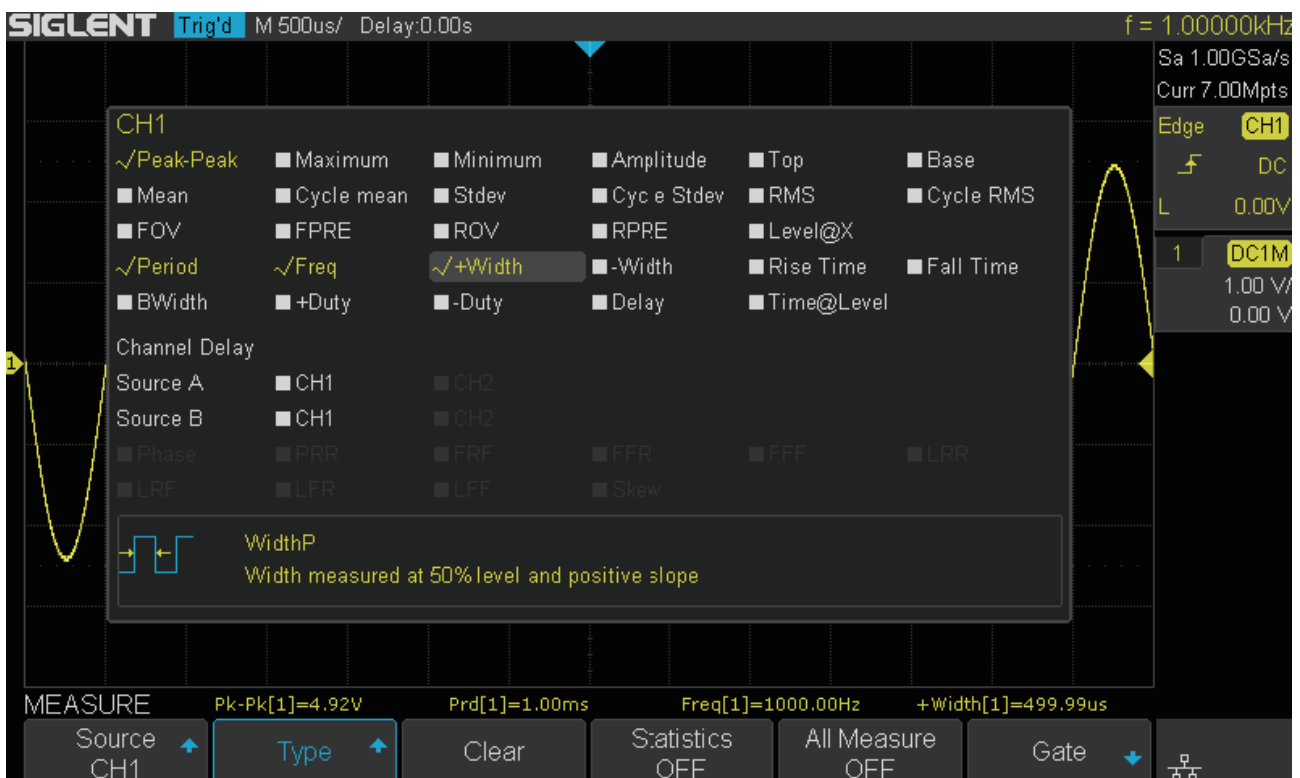 SIGLENT Trig'd M 500us/ Delay:0.00s f = 1.00000kHz
Sa 1.00GSa/s
Curr 7.00Mpts
Edge CH1
DC
L 0.00V
1 DC1M
1.00 V/
0.00 V
CH1
Peak-Peak Maximum Minimum Amplitude Top Base
Mean Cycle mean Stdev Cyc e Stdev RMS Cycle RMS
FOV FPRE ROV RPRE Level@X
Period Freq +Width -Width Rise Time Fall Time
BWidth +Duty -Duty Delay Time@Level
Channel Delay
Source A CH1 CH2
Source B CH1 CH2
Phase PRR FRF FFR FFF LRR
LRF LFR LFF Skew
WidthP
Width measured at 50% level and positive slope
1
MEASURE Pk-Pk[1]=4.92V Prd[1]=1.00ms Freq[1]=1000.00Hz +Width[1]=499.99us
Source
CH1
Type
Clear
Statistics
OFF
All Measure
OFF
Gate